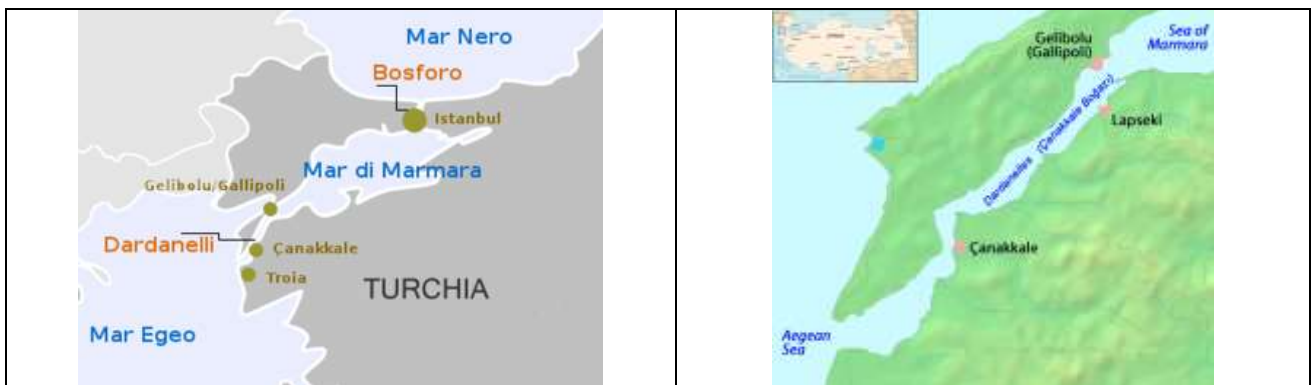 Mar Nero
Bosforo
Istanbul
Mar di Marmara
Gelibolu/Gallipoli
Dardanelli
Çanakkale
Troia
TURCHIA
Mar Egeo
Gelibolu
(Gallipoli)
Sea of
Marmara
Lapseki
Dardanelles (Çanakkale Boğazı)
Çanakkale
Aegean
Sea